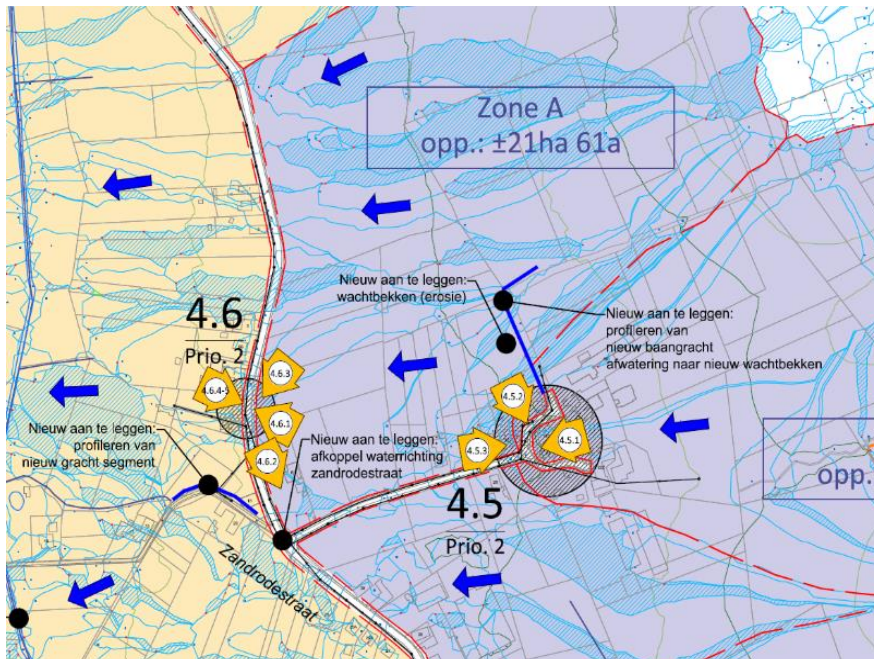 Zone A
opp.: ±21ha 61a
Nieuw aan te leggen:
wachtbekken (erosie)
Nieuw aan te leggen:
profileren van
nieuw baangracht
afwatering naar nieuw wachtbekken
4.6
Prio. 2
4.6.4-5
4.6.3
4.6.1
4.6.2
Nieuw aan te leggen:
profileren van
nieuw gracht segment
Nieuw aan te leggen:
afkoppel waterrichting
zandrodestraat
4.5.2
4.5.1
4.5.3
4.5
Prio. 2
opp.
Zandrodestraat